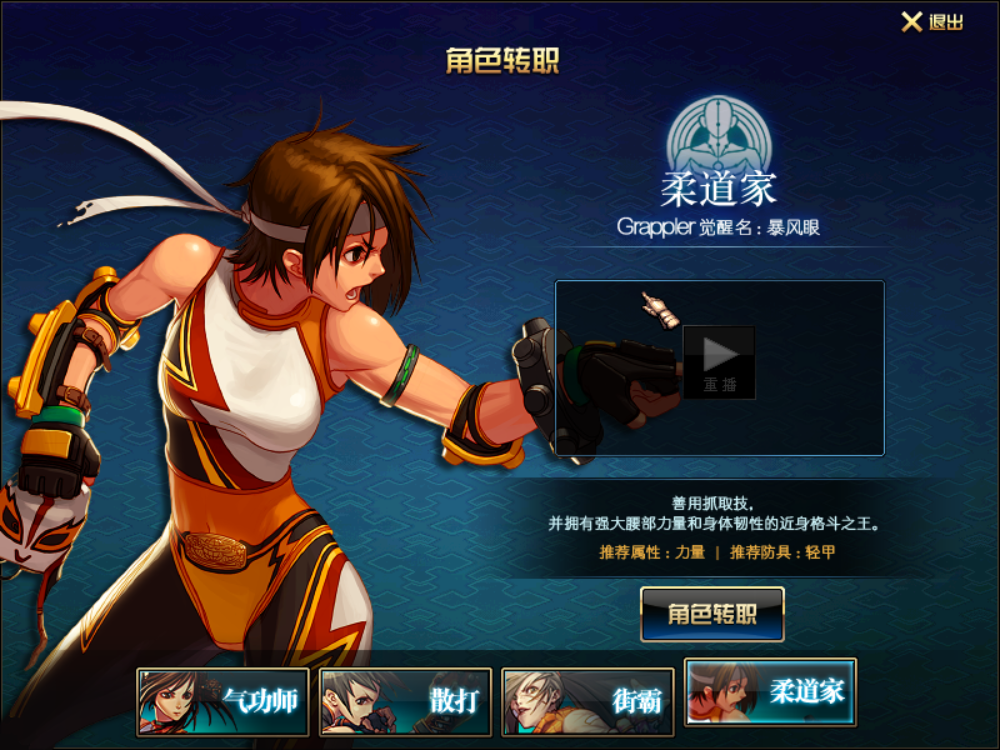 退出
角色转职
柔道家
Grappler 觉醒名：暴风眼
重播
善用抓取技，
并拥有强大腰部力量和身体韧性的近身格斗之王。
推荐属性：力量 | 推荐防具：轻甲
角色转职
气功师
散打
街霸
柔道家